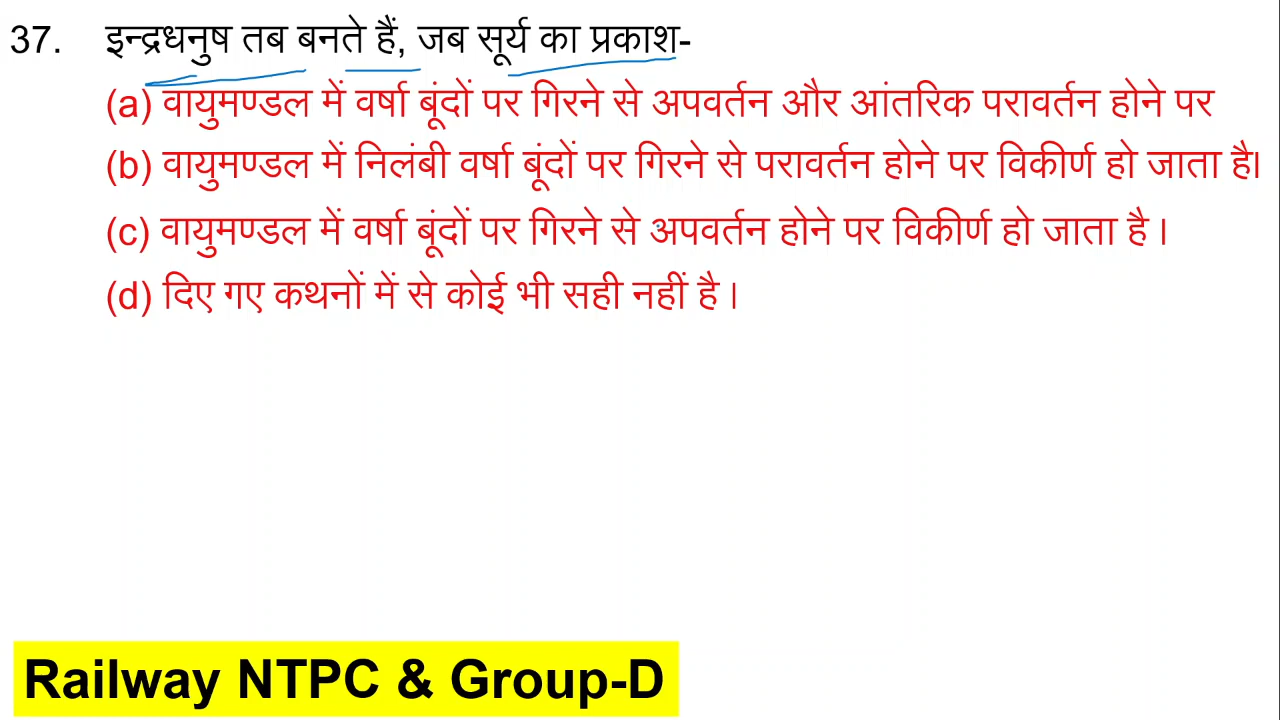 37. इन्द्रधनुष तब बनते हैं, जब सूर्य का प्रकाश-
(a) वायुमण्डल में वर्षा बूंदों पर गिरने से अपवर्तन और आंतरिक परावर्तन होने पर
(b) वायुमण्डल में निलंबी वर्षा बूंदों पर गिरने से परावर्तन होने पर विकीर्ण हो जाता है।
(c) वायुमण्डल में वर्षा बूंदों पर गिरने से अपवर्तन होने पर विकीर्ण हो जाता है ।
(d) दिए गए कथनों में से कोई भी सही नहीं है ।
Railway NTPC & Group-D